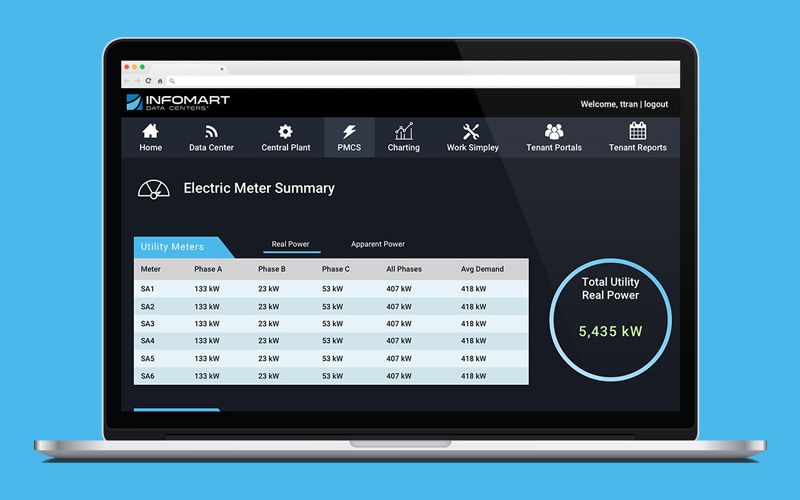 INFOMART
DATA CENTERS
Welcome, ttran | logout
Home
Data Center
Central Plant
PMCS
Charting
Work Simpley
Tenant Portals
Tenant Reports
Electric Meter Summary
Utility Meters
Real Power
Apparent Power
Meter Phase A Phase B Phase C All Phases Avg Demand
SA1 133 kW 23 kW 53 kW 407 kW 418 kW
SA2 133 kW 23 kW 53 kW 407 kW 418 kW
SA3 133 kW 23 kW 53 kW 407 kW 418 kW
SA4 133 kW 23 kW 53 kW 407 kW 418 kW
SA5 133 kW 23 kW 53 kW 407 kW 418 kW
SA6 133 kW 23 kW 53 kW 407 kW 418 kW
Total Utility
Real Power
5,435 kW